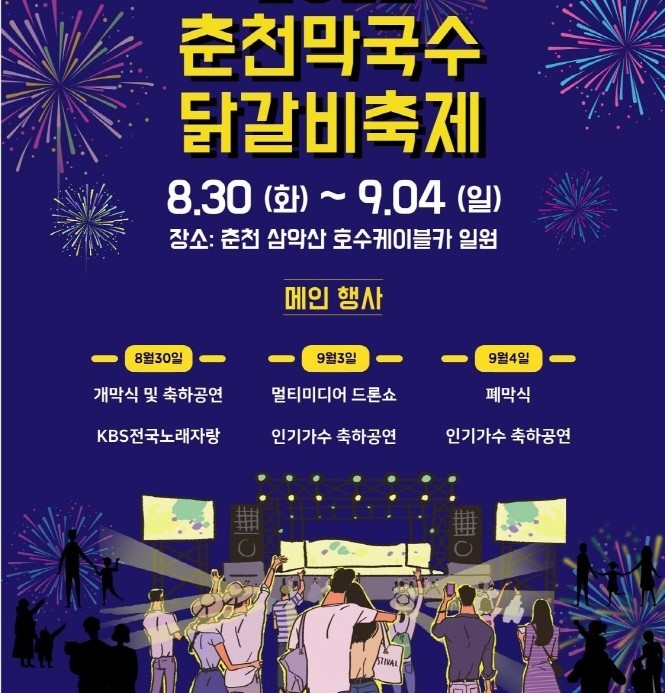 춘천막국수
닭갈비축제
8.30 (화) ~ 9.04 (일)
장소: 춘천 삼악산 호수케이블카 일원
메인 행사
8월30일
9월3일
9월4일
개막식 및 축하공연
멀티미디어 드론쇼
폐막식
KBS전국노래자랑
인기가수 축하공연
인기가수 축하공연
STIVAL